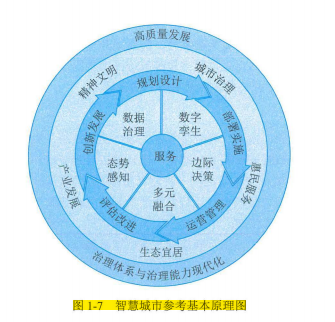 高质量发展
精神文明
城市治理
规划设计
创新发展
部署实施
数据
治理
数字
孪生
服务
态势
感知
边际
决策
多元
融合
产业发展
惠民服务
评估改进
运营管理
生态宜居
治理体系与治理能力现代化
图 1-7 智慧城市参考基本原理图